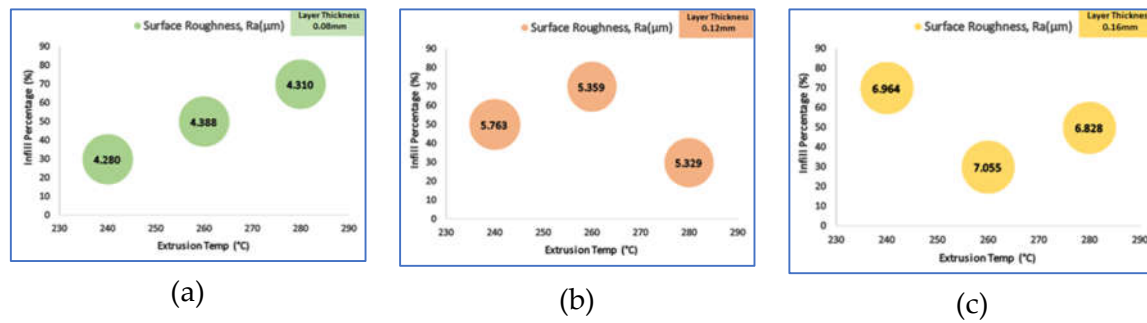 Surface Roughness, Ra(µm)
Layer Thickness
0.08mm
Infill Percentage (%)
90
80
70
60
50
40
30
20
10
0
4.280
4.388
4.310
230 240 250 260 270 280 290
Extrusion Temp (°C)
(a)
Surface Roughness, Ra(µm)
Layer Thickness
0.12mm
Infill Percentage (%)
90
80
70
60
50
40
30
20
10
0
5.763
5.359
5.329
230 240 250 260 270 280 290
Extrusion Temp (°C)
(b)
Surface Roughness, Ra(µm)
Layer Thickness
0.16mm
Infill Percentage (%)
90
80
70
60
50
40
30
20
10
0
6.964
7.055
6.828
230 240 250 260 270 280 290
Extrusion Temp (°C)
(c)